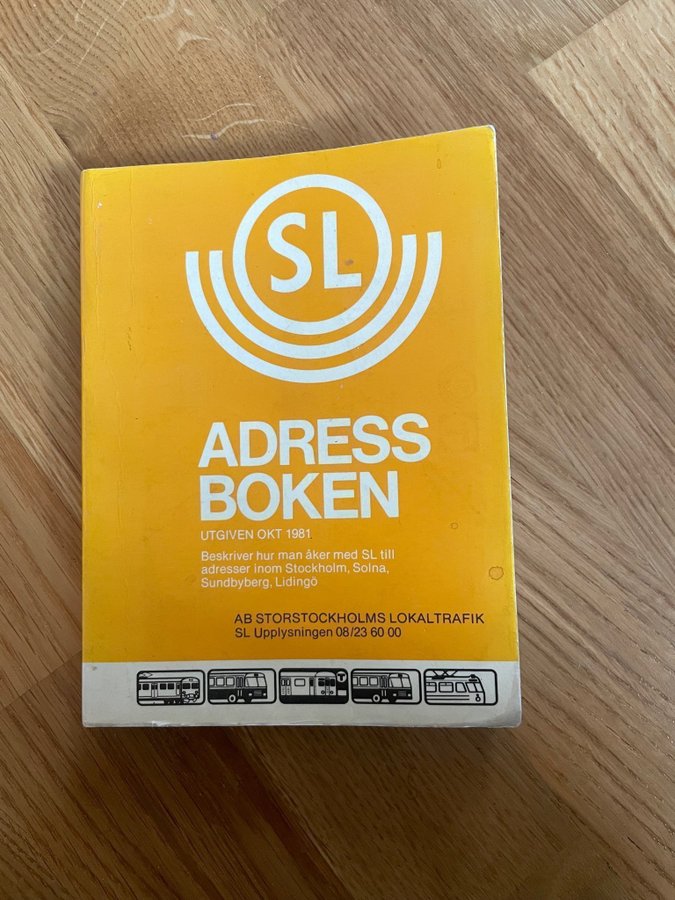 SL
ADRESS
BOKEN
UTGIVEN OKT 1981
Beskriver hur man åker med SL till
adresser inom Stockholm, Solna,
Sundbyberg, Lidingö
AB STORSTOCKHOLMS LOKALTRAFIK
SL Upplysningen 08/23 60 00
T